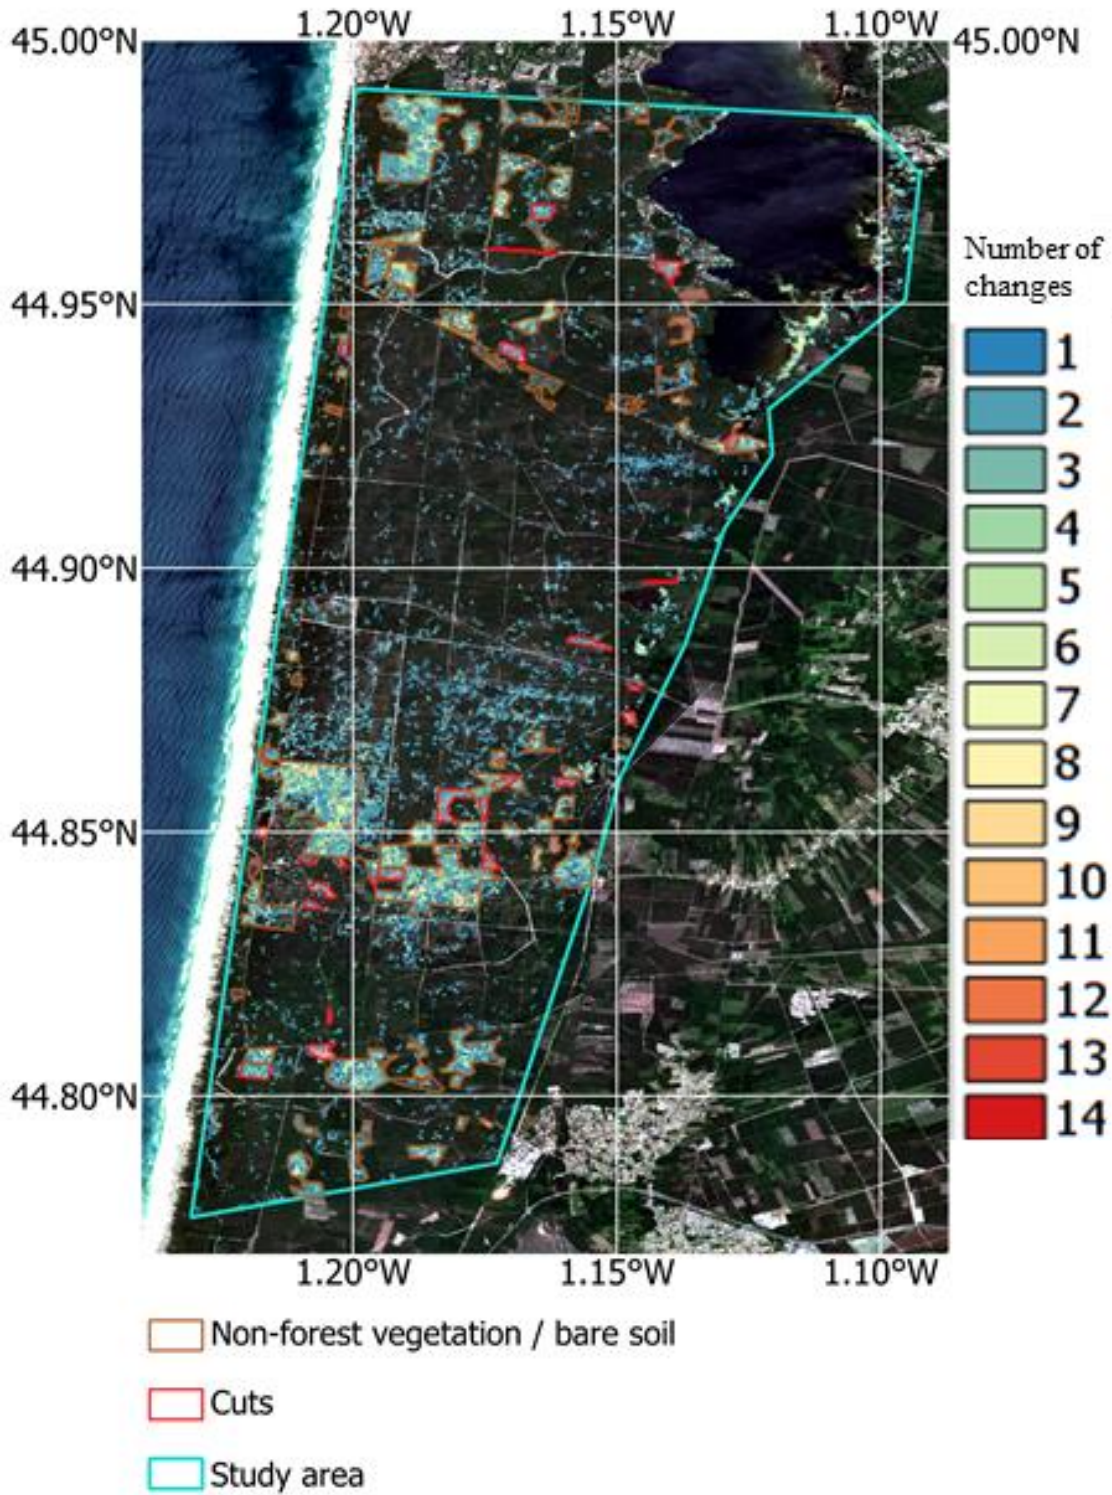 1.20°W 1.15°W 1.10°W
45.00°N 45.00°N
Number of
changes
44.95°N
1
2
3
4
44.90°N
5
6
7
8
44.85°N
9
10
11
12
13
44.80°N
14
1.20°W 1.15°W 1.10°W
Non-forest vegetation / bare soil
Cuts
Study area